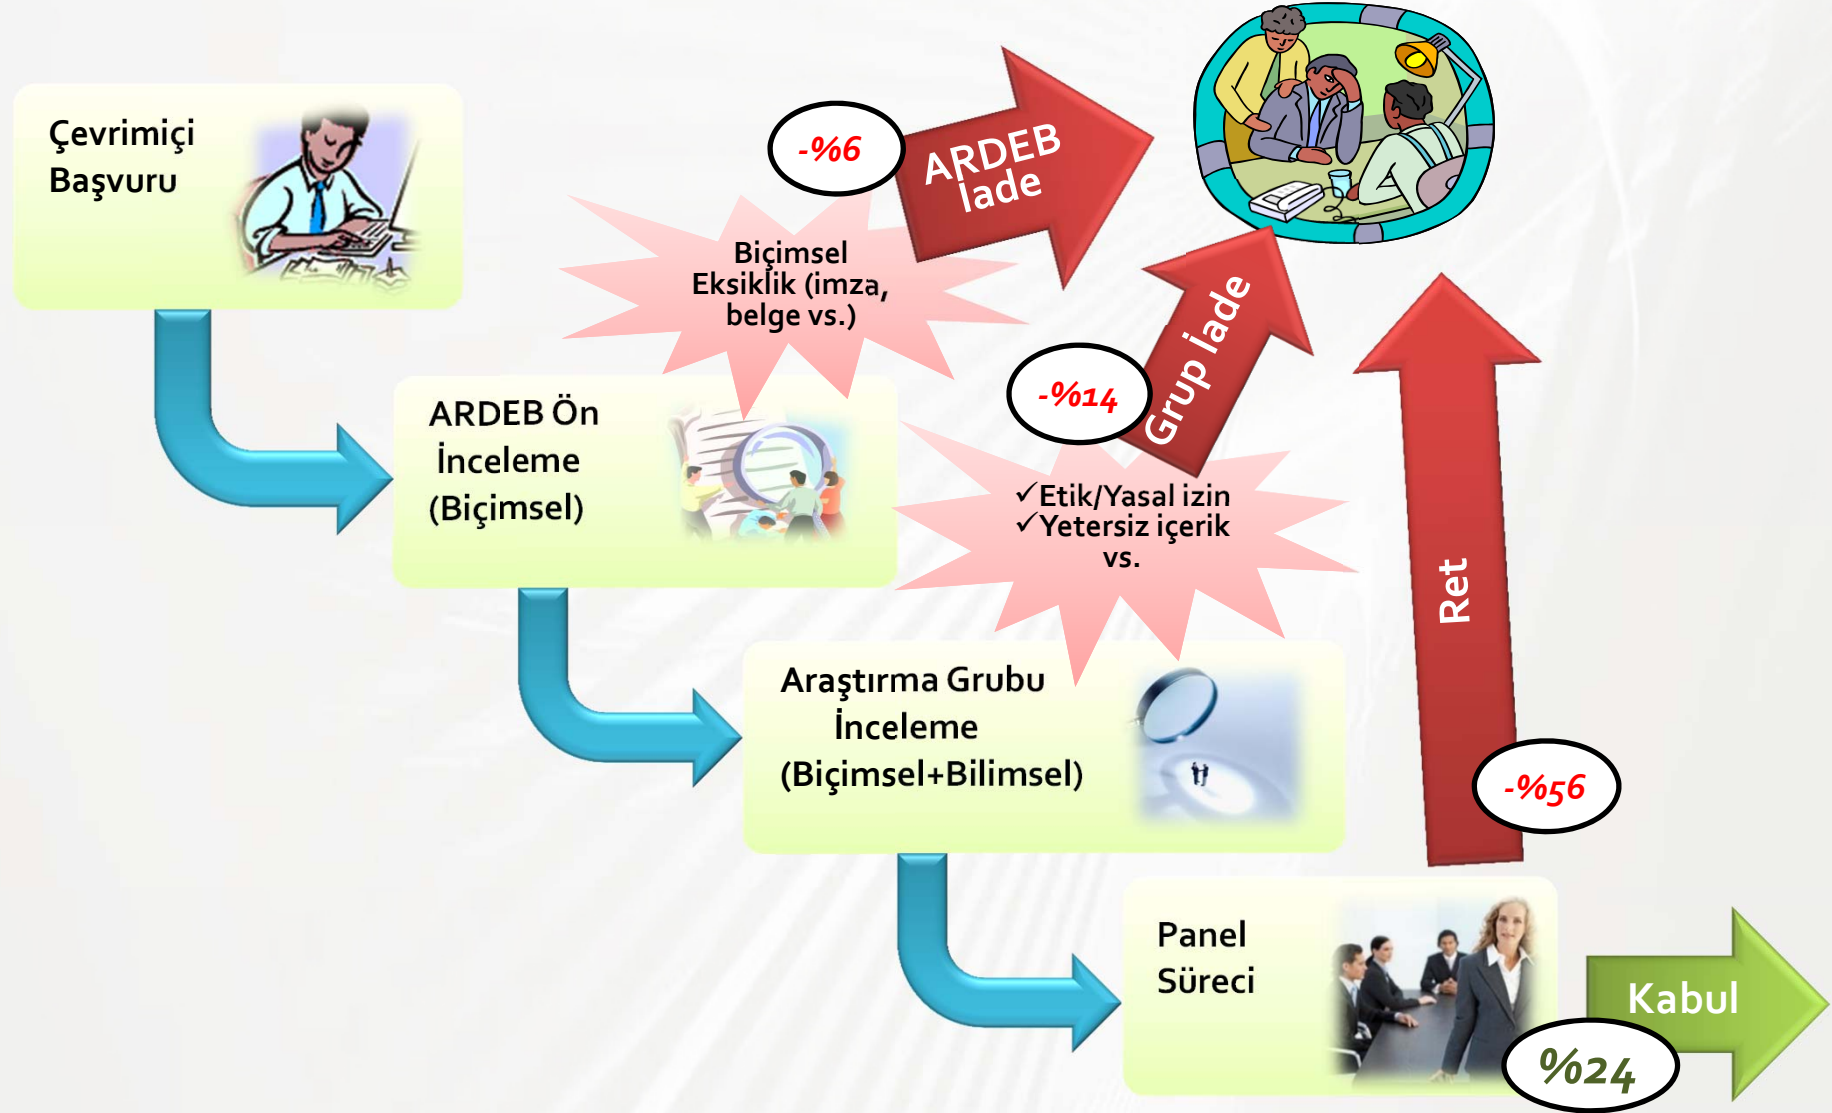 Çevrimiçi
Başvuru
-%6
ARDEB
İade
Biçimsel
Eksiklik (imza,
belge vs.)
ARDEB Ön
İnceleme
(Biçimsel)
-%14
Grup İade
✓Etik/Yasal izin
✓Yetersiz içerik
vs.
Araştırma Grubu
İnceleme
(Biçimsel+Bilimsel)
Ret
-%56
Panel
Süreci
Kabul
%24